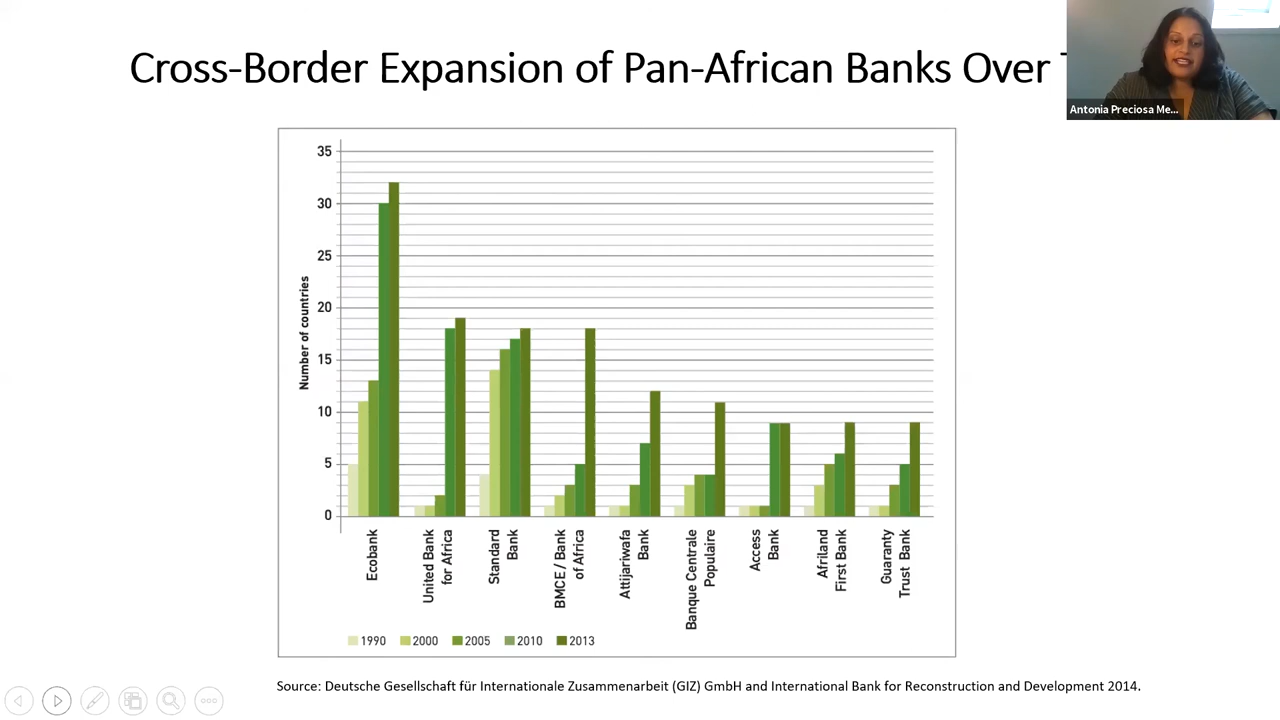 Cross-Border Expansion of Pan-African Banks Over
Antonia Preciosa Me...
35
30
25
20
15
10
5
0
Number of countries
Ecobank
United Bank
for Africa
Standard
Bank
BMCE / Bank
of Africa
Attijariwafa
Bank
Banque Centrale
Populaire
Access
Bank
Afriland
First Bank
Guaranty
Trust Bank
1990 2000 2005 2010 2013
Source: Deutsche Gesellschaft für Internationale Zusammenarbeit (GIZ) GmbH and International Bank for Reconstruction and Development 2014.